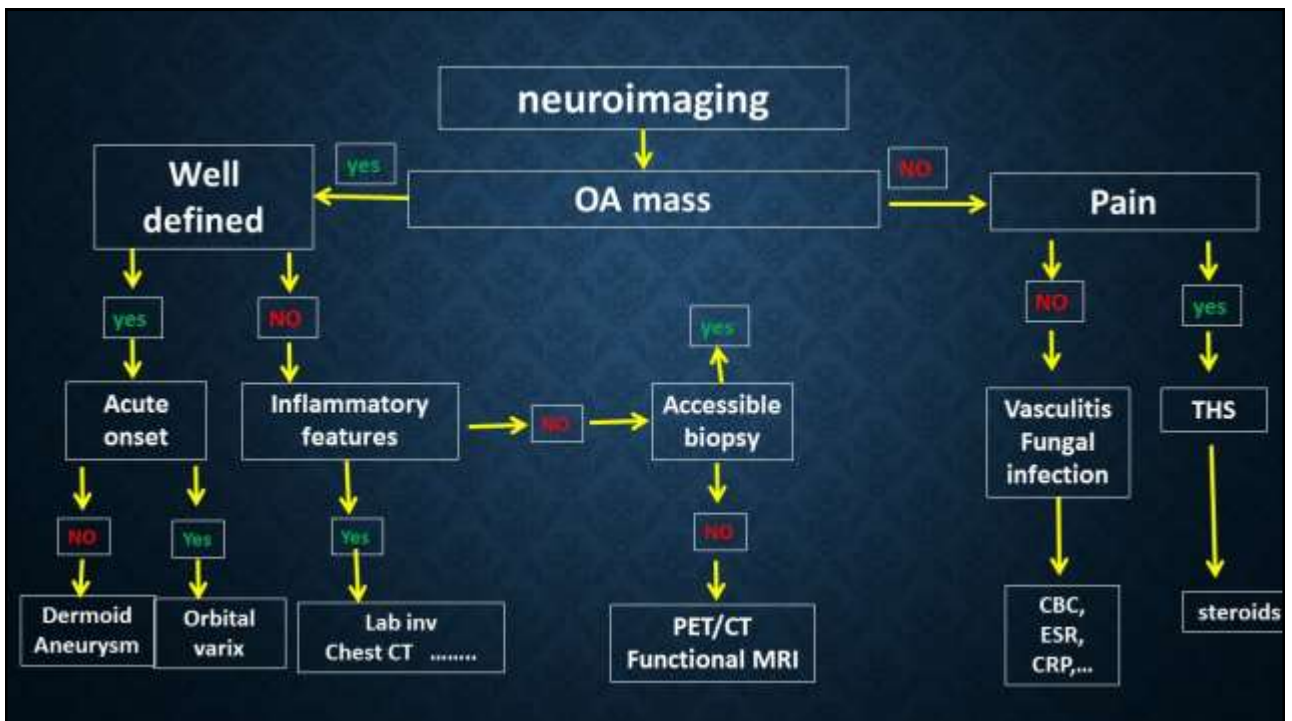 neuroimaging
yes
NO
Well
defined
OA mass
Pain
yes
NO
yes
NO
yes
Acute
onset
Inflammatory
features
NO
Accessible
biopsy
Vasculitis
Fungal
infection
THS
NO
Yes
Yes
NO
Dermoid
Aneurysm
Orbital
varix
Lab inv
Chest CT ........
PET/CT
Functional MRI
CBC,
ESR,
CRP,...
steroids